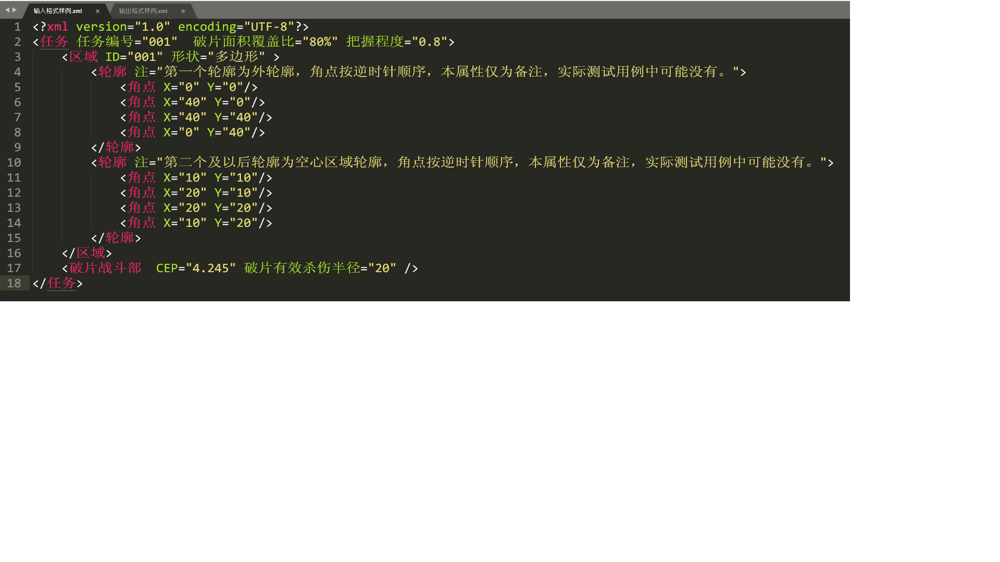 输入格式样例.xml × 输出格式样例.xml
1 <?xml version="1.0" encoding="UTF-8"?>
2 <任务 任务编号="001"  破片面积覆盖比="80%" 把握程度="0.8">
3     <区域 ID="001" 形状="多边形" >
4         <轮廓 注="第一个轮廓为外轮廓，角点按逆时针顺序，本属性仅为备注，实际测试用例中可能没有。">
5             <角点 X="0" Y="0"/>
6             <角点 X="40" Y="0"/>
7             <角点 X="40" Y="40"/>
8             <角点 X="0" Y="40"/>
9         </轮廓>
10         <轮廓 注="第二个及以后轮廓为空心区域轮廓，角点按逆时针顺序，本属性仅为备注，实际测试用例中可能没有。">
11             <角点 X="10" Y="10"/>
12             <角点 X="20" Y="10"/>
13             <角点 X="20" Y="20"/>
14             <角点 X="10" Y="20"/>
15         </轮廓>
16     </区域>
17     <破片战斗部  CEP="4.245" 破片有效杀伤半径="20" />
18 </任务>